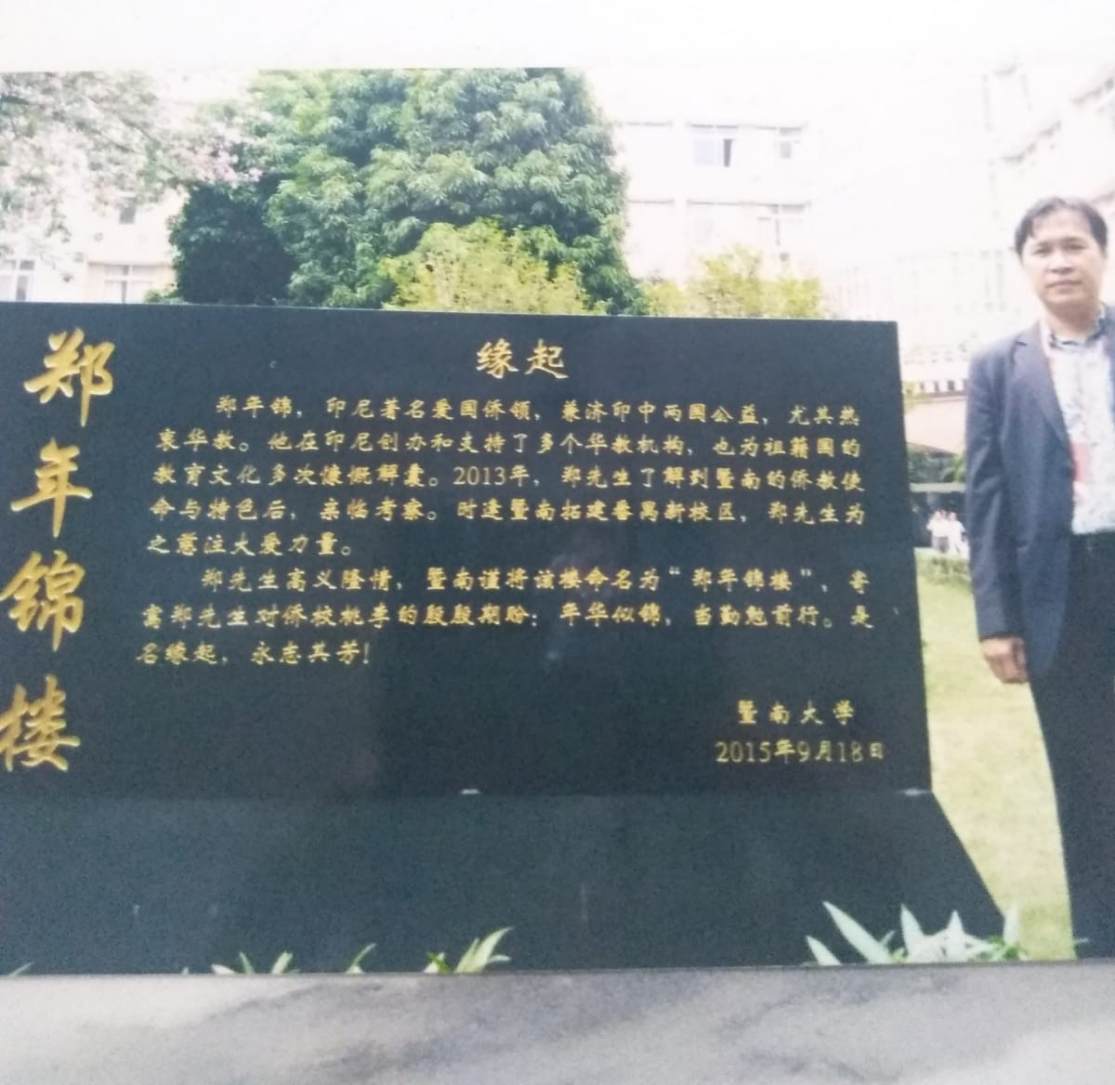 郑年锦楼
缘起
郑年锦，印尼著名爱国侨领，兼济印中两国公益，尤其热
衷华教。他在印尼创办和支持了多个华教机构，也为祖籍国的
教育文化多次慷慨解囊。2013年，郑先生了解到暨南的侨教使
命与特色后，亲临考察。时逢暨南拓建番禺新校区，郑先生为
之慈注大爱力量。
郑先生高义隆情，暨南谨将该楼命名为“郑年锦楼”，寄
寓郑先生对侨校桃李的殷殷期盼：年华似锦，当勤勉前行。是
名缘起，永志其芳！
暨南大学
2015年9月18日